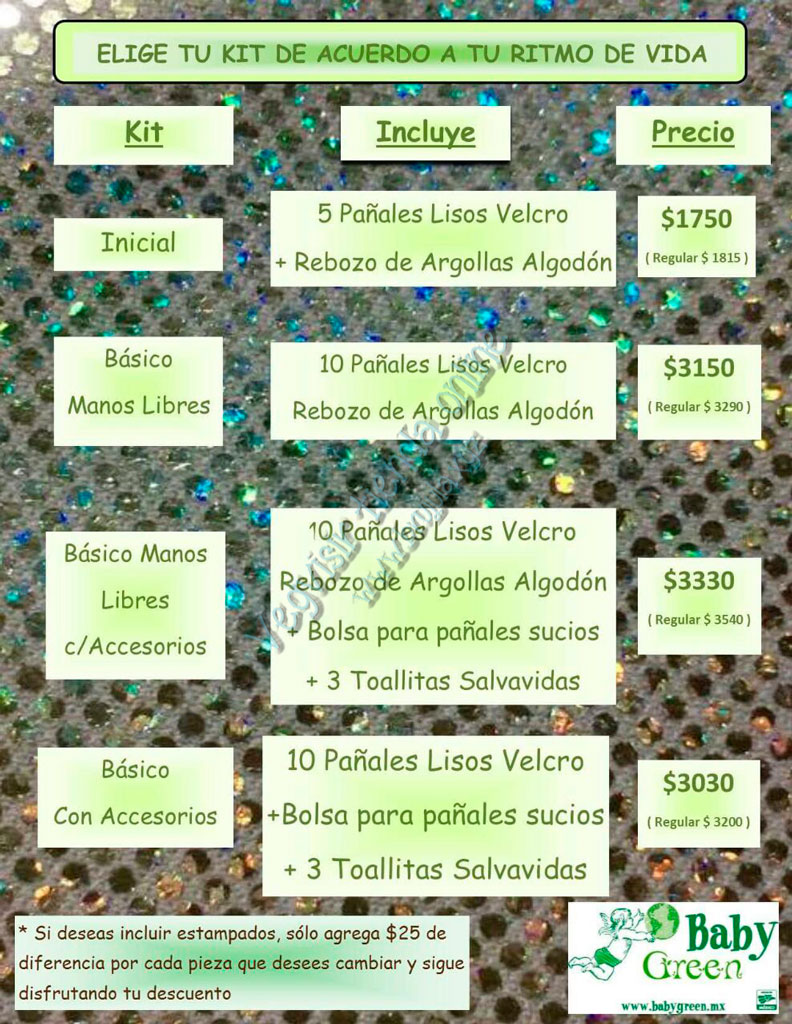 ELIGE TU KIT DE ACUERDO A TU RITMO DE VIDA
Kit Incluye Precio
Inicial
5 Pañales Lisos Velcro
+ Rebozo de Argollas Algodón
$1750
( Regular $ 1815 )
Básico
Manos Libres
10 Pañales Lisos Velcro
Rebozo de Argollas Algodón
$3150
( Regular $ 3290 )
Básico Manos
Libres
c/Accesorios
10 Pañales Lisos Velcro
Rebozo de Argollas Algodón
+ Bolsa para pañales sucios
+ 3 Toallitas Salvavidas
$3330
( Regular $ 3540 )
Básico
Con Accesorios
10 Pañales Lisos Velcro
+Bolsa para pañales sucios
+ 3 Toallitas Salvavidas
$3030
( Regular $ 3200 )
* Si deseas incluir estampados, sólo agrega $25 de
diferencia por cada pieza que desees cambiar y sigue
disfrutando tu descuento
Baby
Green
www.babygreen.mx